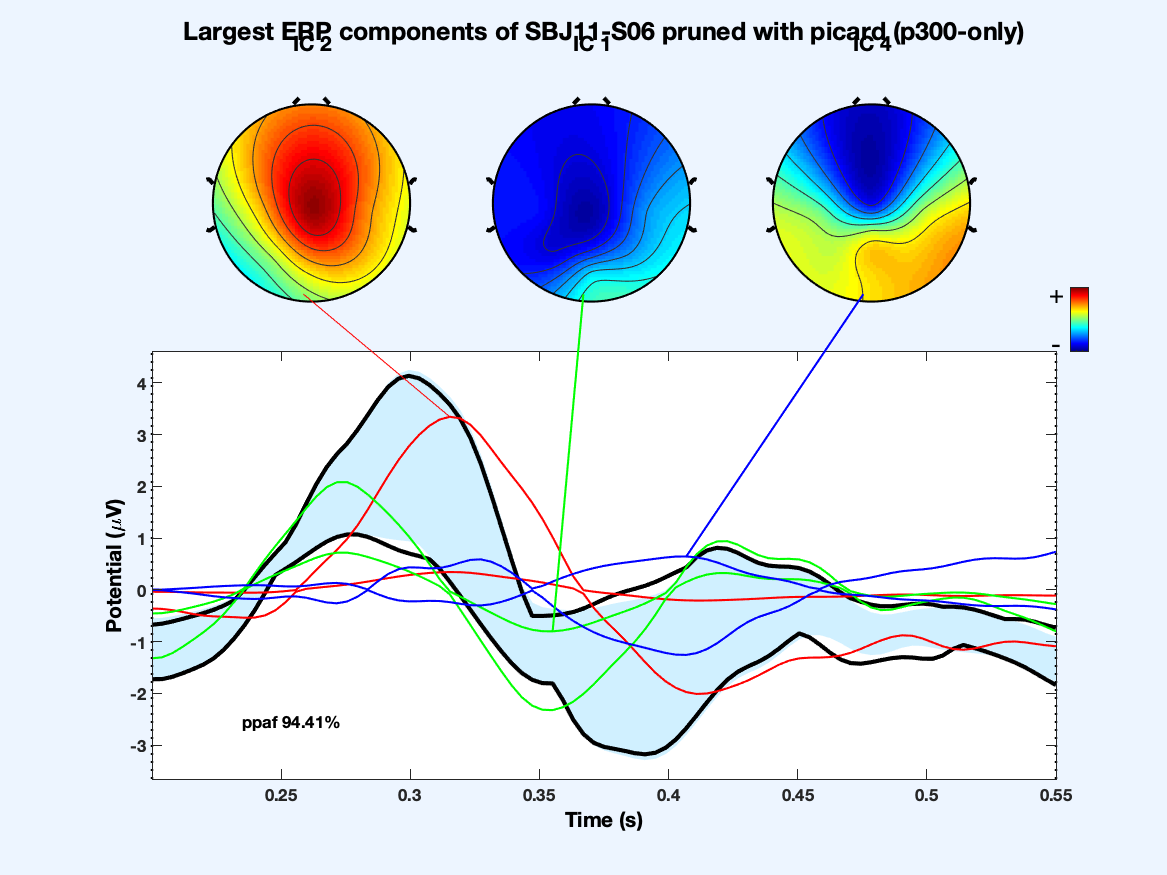 Largest ERP components of SBJ11-S06 pruned with picard (p300-only)
IC 2 IC 1 IC 4
+
-
4
3
2
1
0
-1
-2
-3
Potential (μV)
ppaf 94.41%
0.25 0.3 0.35 0.4 0.45 0.5 0.55
Time (s)